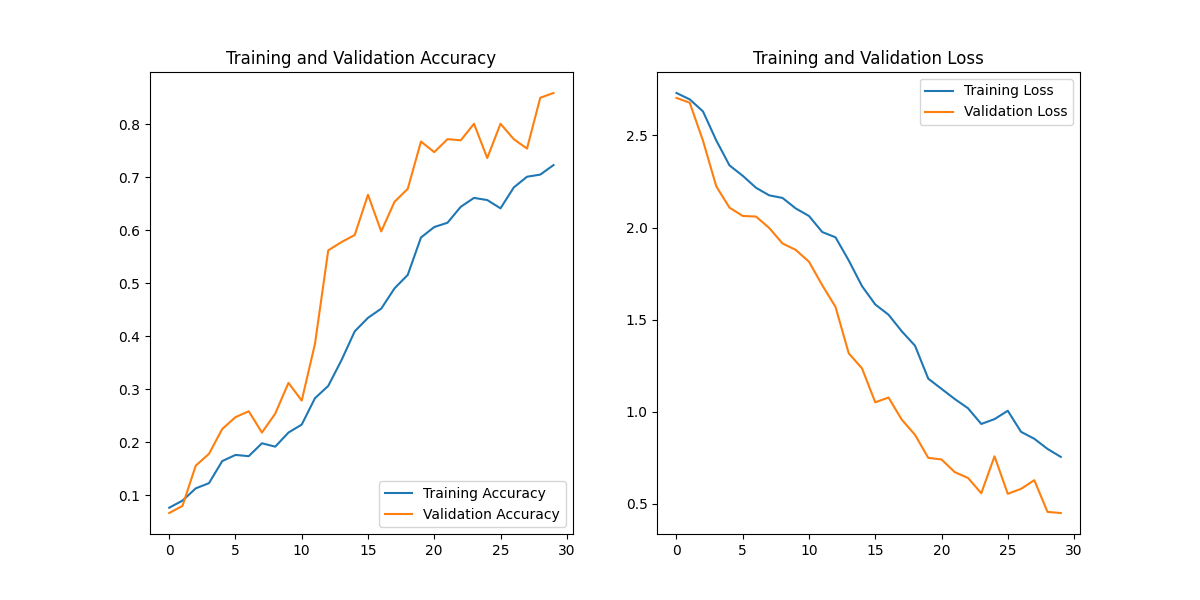 Training and Validation Accuracy
0.8
0.7
0.6
0.5
0.4
0.3
0.2
0.1
0 5 10 15 20 25 30
Training Accuracy
Validation Accuracy
Training and Validation Loss
Training Loss
Validation Loss
2.5
2.0
1.5
1.0
0.5
0 5 10 15 20 25 30